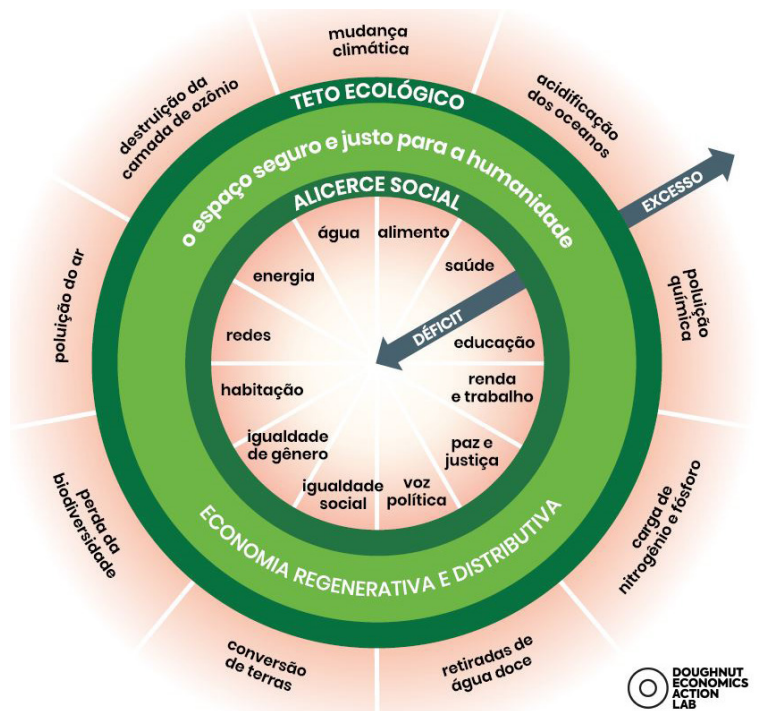 mudança
climática
acidificação
dos oceanos
EXCESSO
poluição
química
carga de
nitrogênio e fósforo
retiradas de
água doce
conversão
de terras
perda da
biodiversidade
poluição do ar
destruição da
camada de ozônio
TETO ECOLÓGICO
o espaço seguro e justo para a humanidade
ALICERCE SOCIAL
água
alimento
saúde
DÉFICIT
educação
renda
e trabalho
paz e
justiça
voz
política
igualdade
social
igualdade
de gênero
habitação
redes
energia
ECONOMIA REGENERATIVA E DISTRIBUTIVA
DOUGHNUT
ECONOMICS
ACTION
LAB